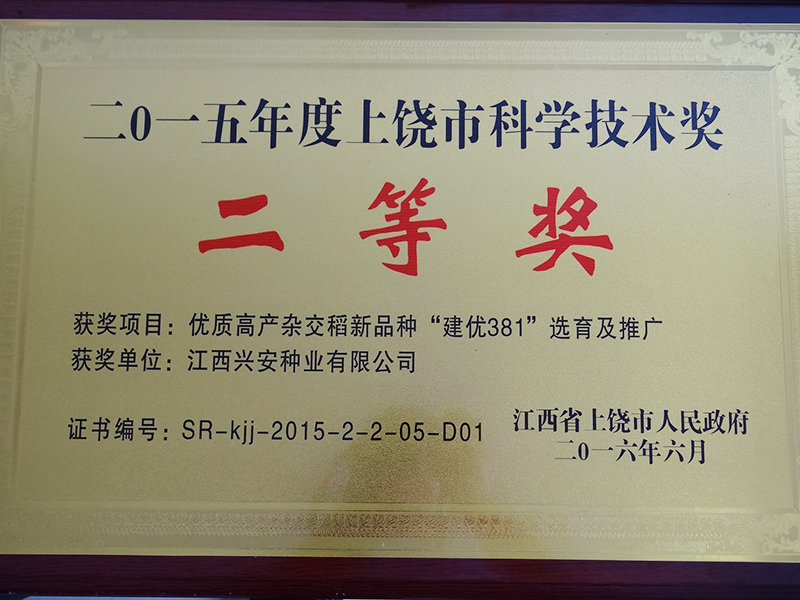 二0一五年度上饶市科学技术奖
二等奖
获奖项目：优质高产杂交稻新品种“建优381”选育及推广
获奖单位：江西兴安种业有限公司
证书编号：SR-kjj-2015-2-2-05-D01
江西省上饶市人民政府
二0一六年六月